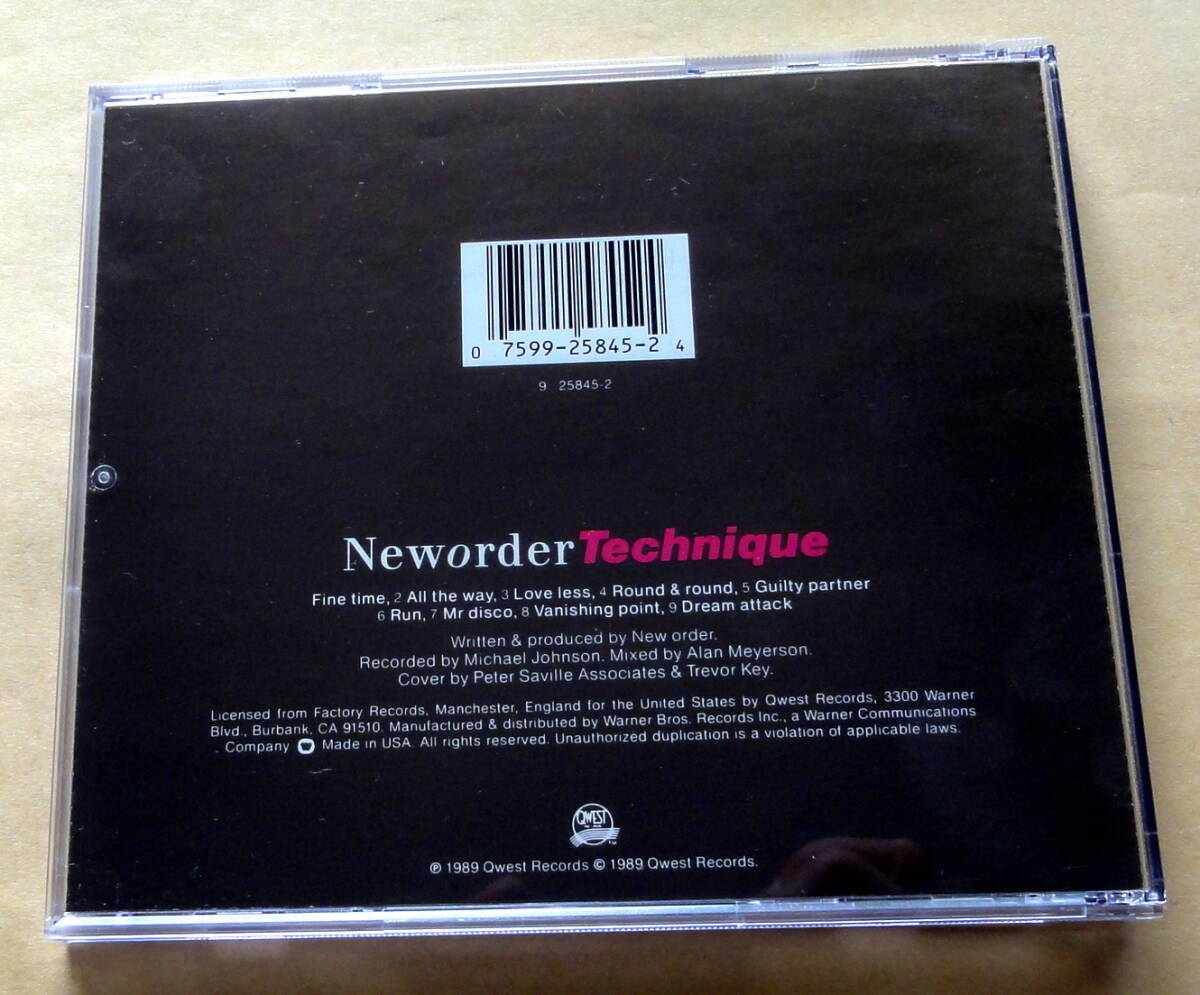 0 7599-25845-2 4
9 25845-2
Neworder Technique
Fine time, 2 All the way, 3 Love less, 4 Round & round, 5 Guilty partner
6 Run, 7 Mr disco, 8 Vanishing point, 9 Dream attack
Written & produced by New order.
Recorded by Michael Johnson. Mixed by Alan Meyerson.
Cover by Peter Saville Associates & Trevor Key.
Licensed from Factory Records, Manchester, England for the United States by Qwest Records, 3300 Warner
Blvd., Burbank, CA 91510. Manufactured & distributed by Warner Bros. Records Inc., a Warner Communications
Company Made in USA. All rights reserved. Unauthorized duplication is a violation of applicable laws.
QWEST
℗ 1989 Qwest Records © 1989 Qwest Records.